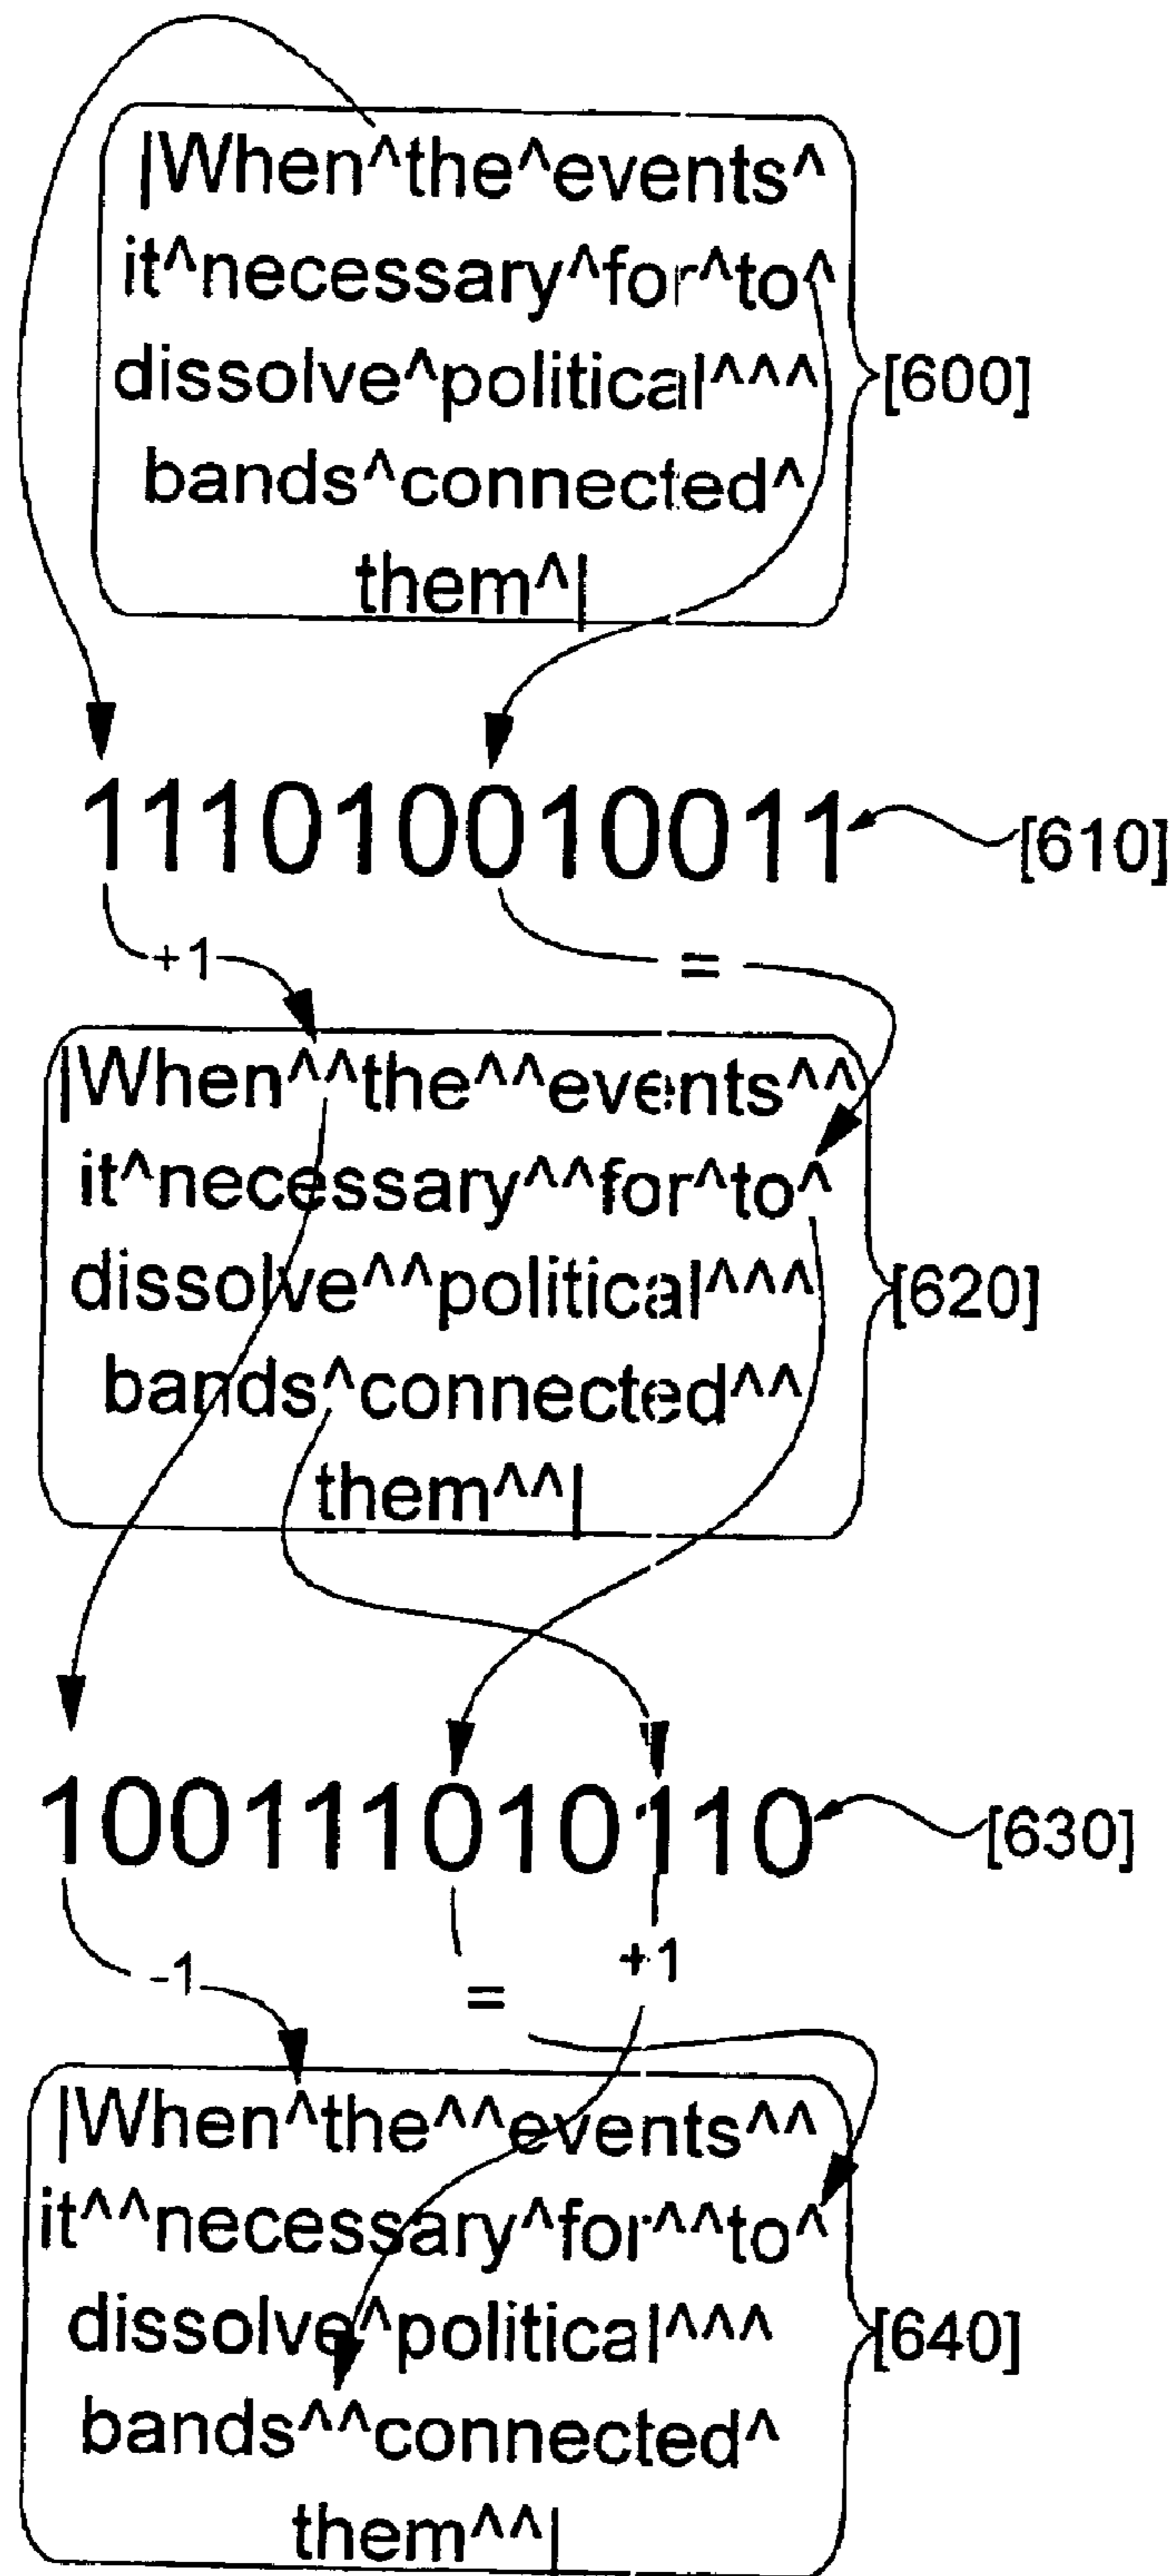 |When^the^events^
it^necessary^for^to^
dissolve^political^^^
bands^connected^
them^|
[600]
111010010011
[610]
+1
=
|When^^the^^events^^
it^necessary^^for^to^
dissolve^^political^^^
bands^connected^^
them^^|
[620]
1001111010110
[630]
-1
=
+1
|When^the^^events^^
it^^necessary^for^^to^
dissolve^political^^^
bands^^connected^
them^^|
[640]